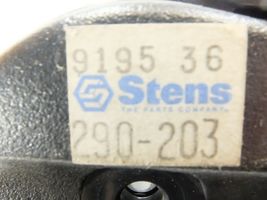 9195 36
Stens
THE PARTS COMPANY
290-203